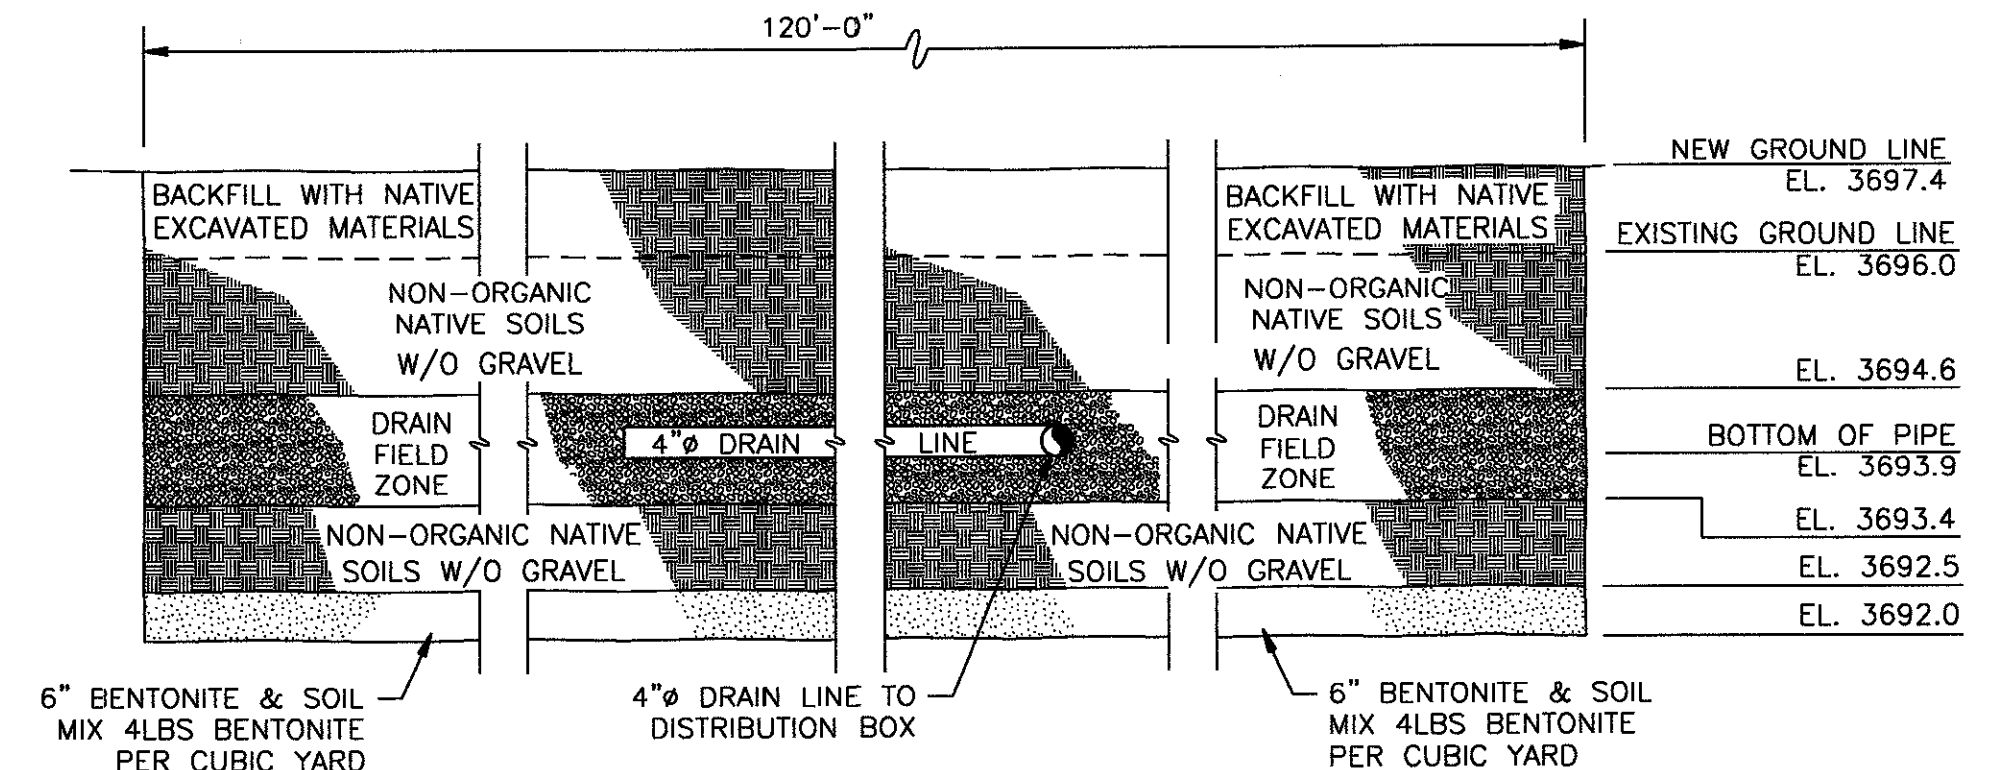 120'-0"
BACKFILL WITH NATIVE
EXCAVATED MATERIALS
NON-ORGANIC
NATIVE SOILS
W/O GRAVEL
DRAIN
FIELD
ZONE
4"ø DRAIN LINE
NON-ORGANIC NATIVE
SOILS W/O GRAVEL
6" BENTONITE & SOIL
MIX 4LBS BENTONITE
PER CUBIC YARD
4"ø DRAIN LINE TO
DISTRIBUTION BOX
BACKFILL WITH NATIVE
EXCAVATED MATERIALS
NON-ORGANIC
NATIVE SOILS
W/O GRAVEL
DRAIN
FIELD
ZONE
NON-ORGANIC NATIVE
SOILS W/O GRAVEL
6" BENTONITE & SOIL
MIX 4LBS BENTONITE
PER CUBIC YARD
NEW GROUND LINE
EL. 3697.4
EXISTING GROUND LINE
EL. 3696.0
EL. 3694.6
BOTTOM OF PIPE
EL. 3693.9
EL. 3693.4
EL. 3692.5
EL. 3692.0